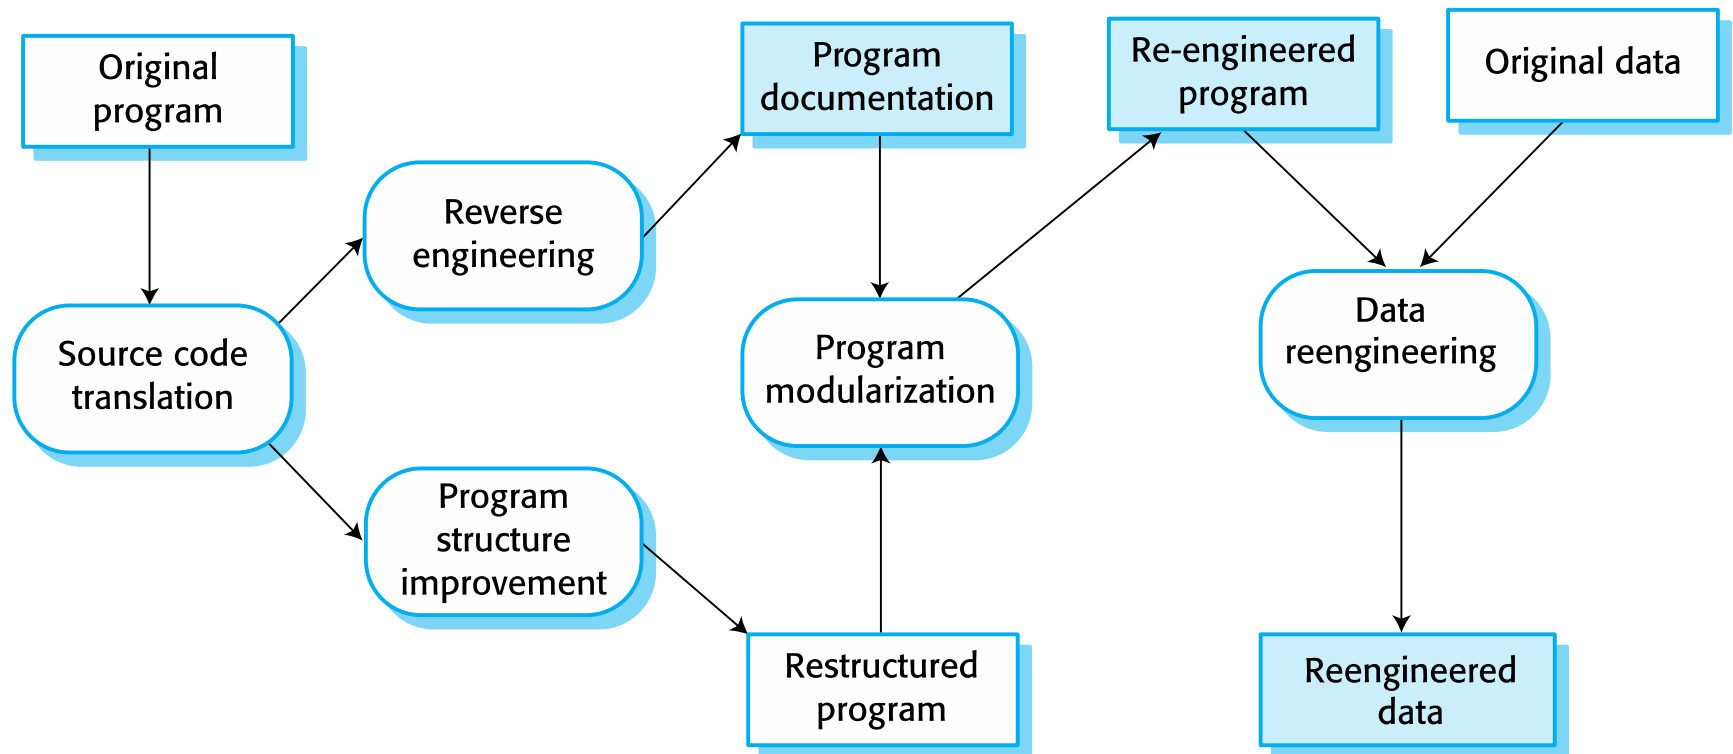 Original
program
Program
documentation
Re-engineered
program
Original data
Reverse
engineering
Source code
translation
Program
modularization
Data
reengineering
Program
structure
improvement
Restructured
program
Reengineered
data